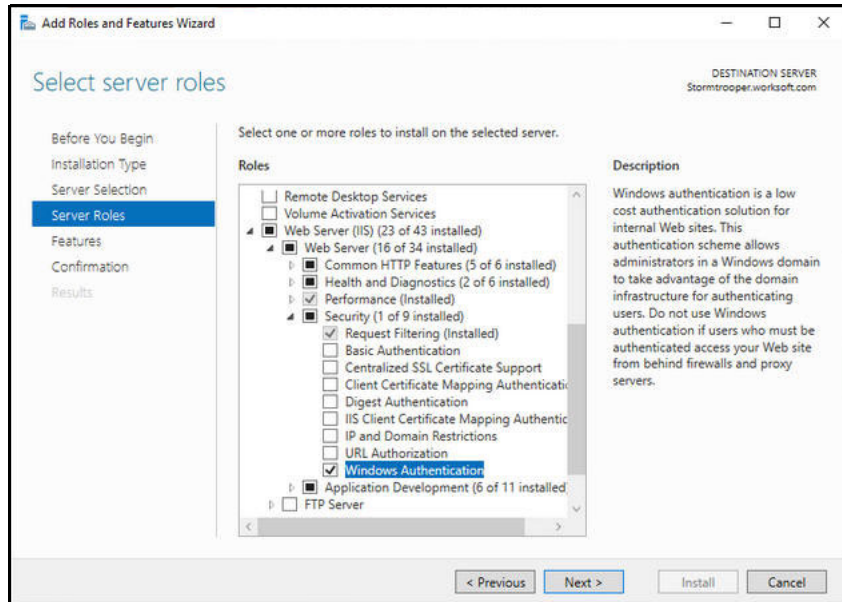 Add Roles and Features Wizard
Select server roles
DESTINATION SERVER
Stormtrooper.worksoft.com
Before You Begin
Installation Type
Server Selection
Server Roles
Features
Confirmation
Results
Select one or more roles to install on the selected server.
Roles
Remote Desktop Services
Volume Activation Services
Web Server (IIS) (23 of 43 installed)
Web Server (16 of 34 installed)
Common HTTP Features (5 of 6 installed)
Health and Diagnostics (2 of 6 installed)
Performance (Installed)
Security (1 of 9 installed)
Request Filtering (Installed)
Basic Authentication
Centralized SSL Certificate Support
Client Certificate Mapping Authenticati
Digest Authentication
IIS Client Certificate Mapping Authentic
IP and Domain Restrictions
URL Authorization
Windows Authentication
Application Development (6 of 11 installed
FTP Server
Description
Windows authentication is a low
cost authentication solution for
internal Web sites. This
authentication scheme allows
administrators in a Windows domain
to take advantage of the domain
infrastructure for authenticating
users. Do not use Windows
authentication if users who must be
authenticated access your Web site
from behind firewalls and proxy
servers.
< Previous
Next >
Install
Cancel